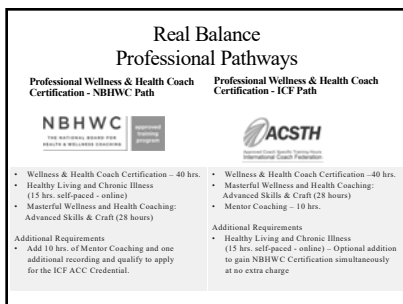 Real Balance
Professional Pathways
Professional Wellness & Health Coach
Certification - NBHWC Path
NBHWC
THE NATIONAL BOARD FOR
HEALTH & WELLNESS COACHING
approved
training
program
• Wellness & Health Coach Certification – 40 hrs.
• Healthy Living and Chronic Illness
(15 hrs. self-paced - online)
• Masterful Wellness and Health Coaching:
Advanced Skills & Craft (28 hours)
Additional Requirements
• Add 10 hrs. of Mentor Coaching and one
additional recording and qualify to apply
for the ICF ACC Credential.
Professional Wellness & Health Coach
Certification - ICF Path
ACSTH
Approved Coach Specific Training Hours
International Coach Federation
• Wellness & Health Coach Certification –40 hrs.
• Masterful Wellness and Health Coaching:
Advanced Skills & Craft (28 hours)
• Mentor Coaching – 10 hrs.
Additional Requirements
• Healthy Living and Chronic Illness
(15 hrs. self-paced - online) – Optional addition
to gain NBHWC Certification simultaneously
at no extra charge